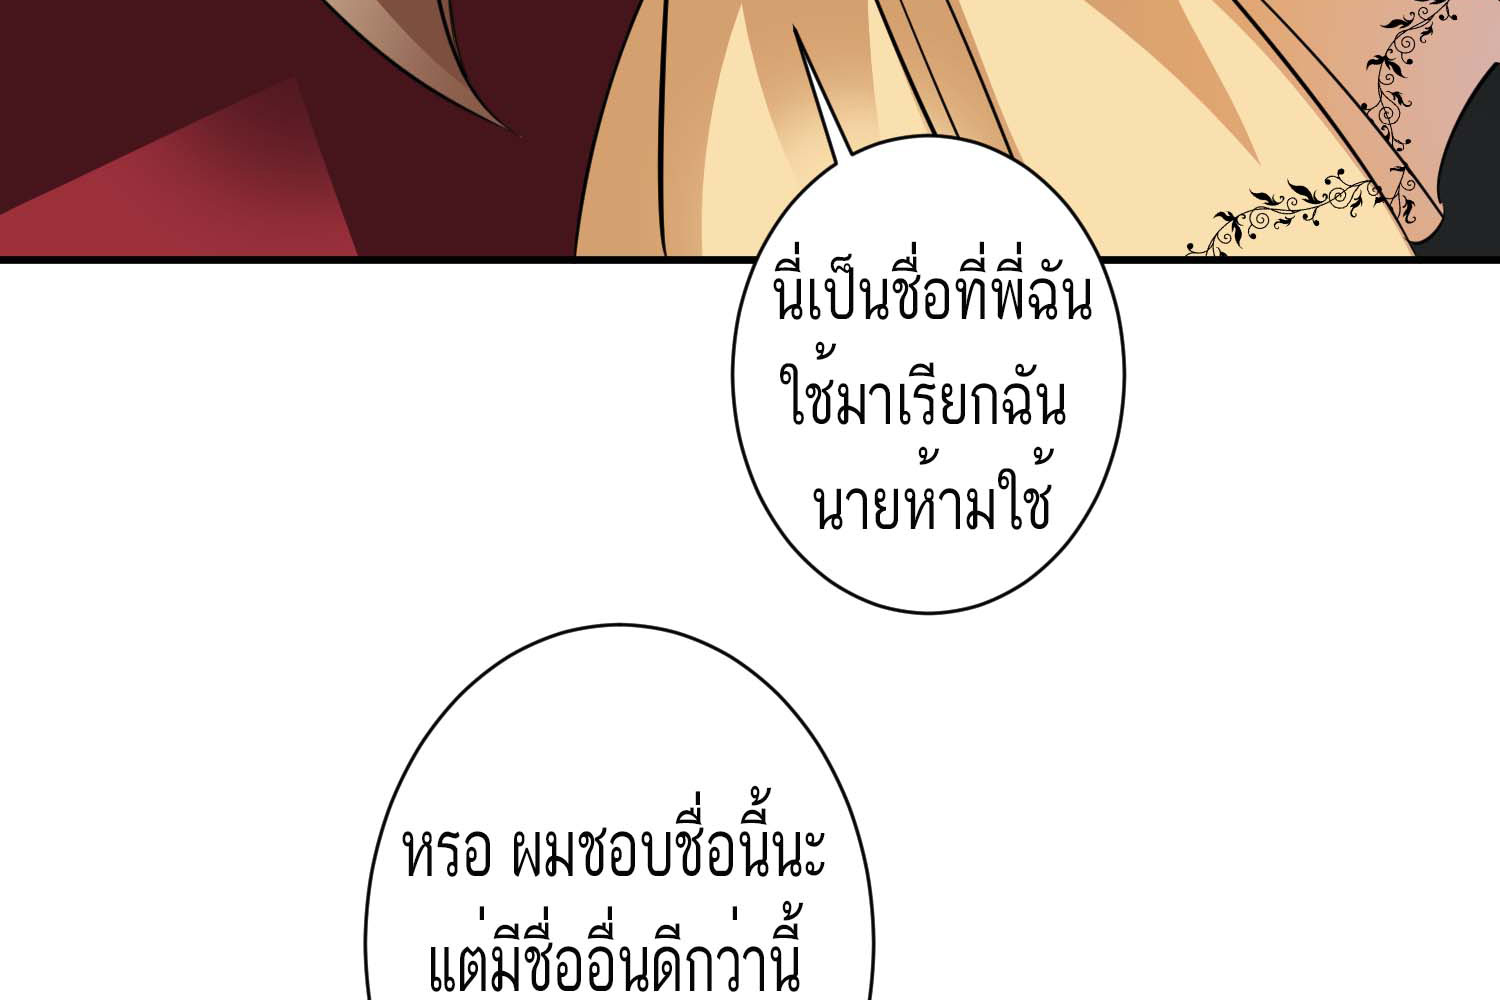 นี่เป็นชื่อที่พี่ฉัน
ใช้มาเรียกฉัน
นายห้ามใช้
หรอ ผมชอบชื่อนี้นะ
แต่มีชื่ออื่นดีกว่านี้